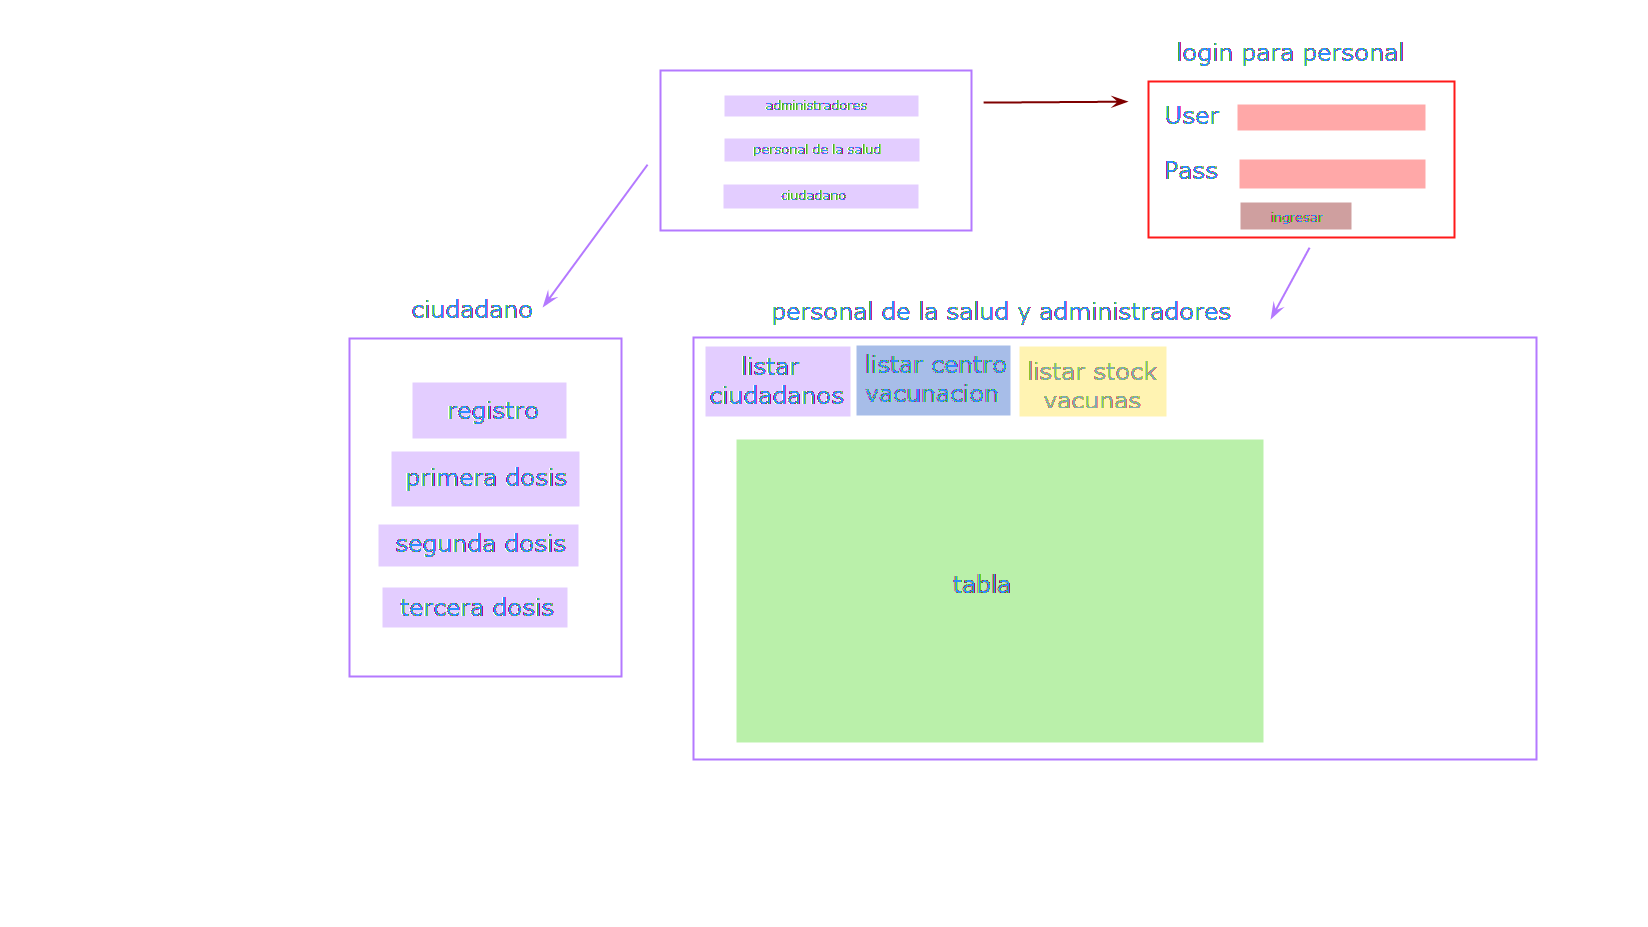 login para personal
administradores
personal de la salud
ciudadano
User
Pass
ingresar
ciudadano
registro
primera dosis
segunda dosis
tercera dosis
personal de la salud y administradores
listar
ciudadanos
listar centro
vacunacion
listar stock
vacunas
tabla